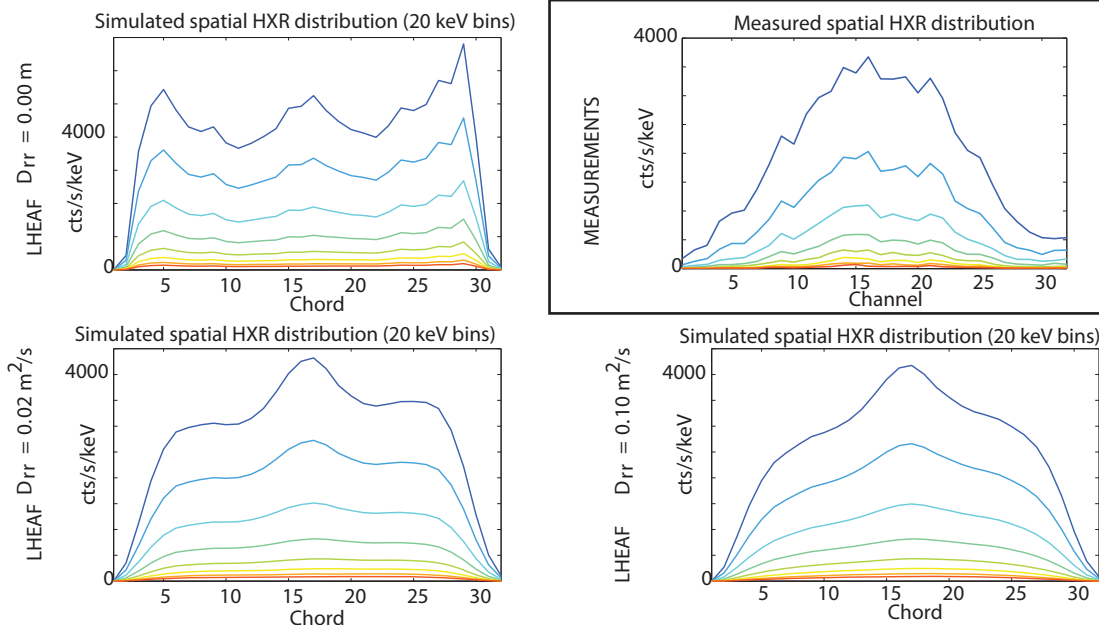 Simulated spatial HXR distribution (20 keV bins)
LHEAF Drr = 0.00 m
cts/s/keV
4000
0
5 10 15 20 25 30
Chord
Measured spatial HXR distribution
MEASUREMENTS
cts/s/keV
4000
0
5 10 15 20 25 30
Channel
Simulated spatial HXR distribution (20 keV bins)
LHEAF Drr = 0.02 m²/s
cts/s/keV
4000
0
5 10 15 20 25 30
Chord
Simulated spatial HXR distribution (20 keV bins)
LHEAF Drr = 0.10 m²/s
cts/s/keV
4000
0
5 10 15 20 25 30
Chord